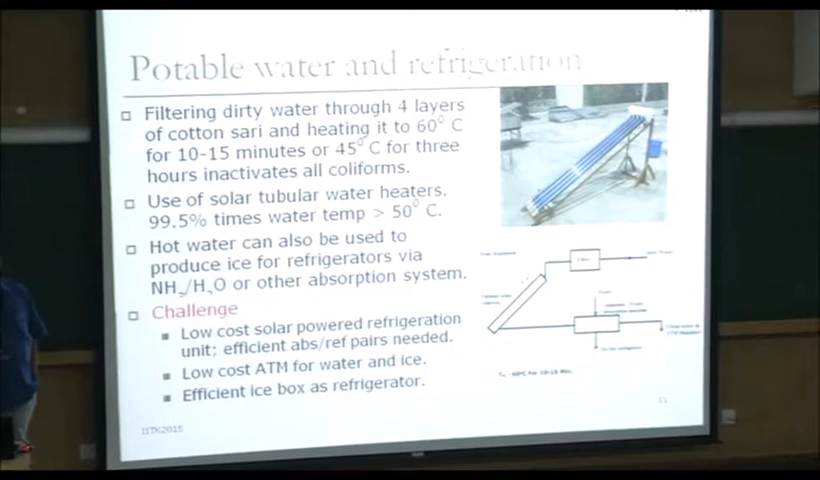 Potable water and refrigeration
Filtering dirty water through 4 layers
of cotton sari and heating it to 60⁰ C
for 10-15 minutes or 45⁰ C for three
hours inactivates all coliforms.
Use of solar tubular water heaters.
99.5% times water temp > 50⁰ C.
Hot water can also be used to
produce ice for refrigerators via
NH₃/H₂O or other absorption system.
Challenge
Low cost solar powered refrigeration
unit; efficient abs/ref pairs needed.
Low cost ATM for water and ice.
Efficient ice box as refrigerator.
IITK2015
11